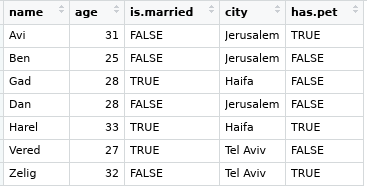 name age is.married city has.pet
Avi 31 FALSE Jerusalem TRUE
Ben 25 FALSE Jerusalem FALSE
Gad 28 TRUE Haifa FALSE
Dan 28 FALSE Jerusalem FALSE
Harel 33 TRUE Haifa TRUE
Vered 27 TRUE Tel Aviv FALSE
Zelig 32 FALSE Tel Aviv TRUE